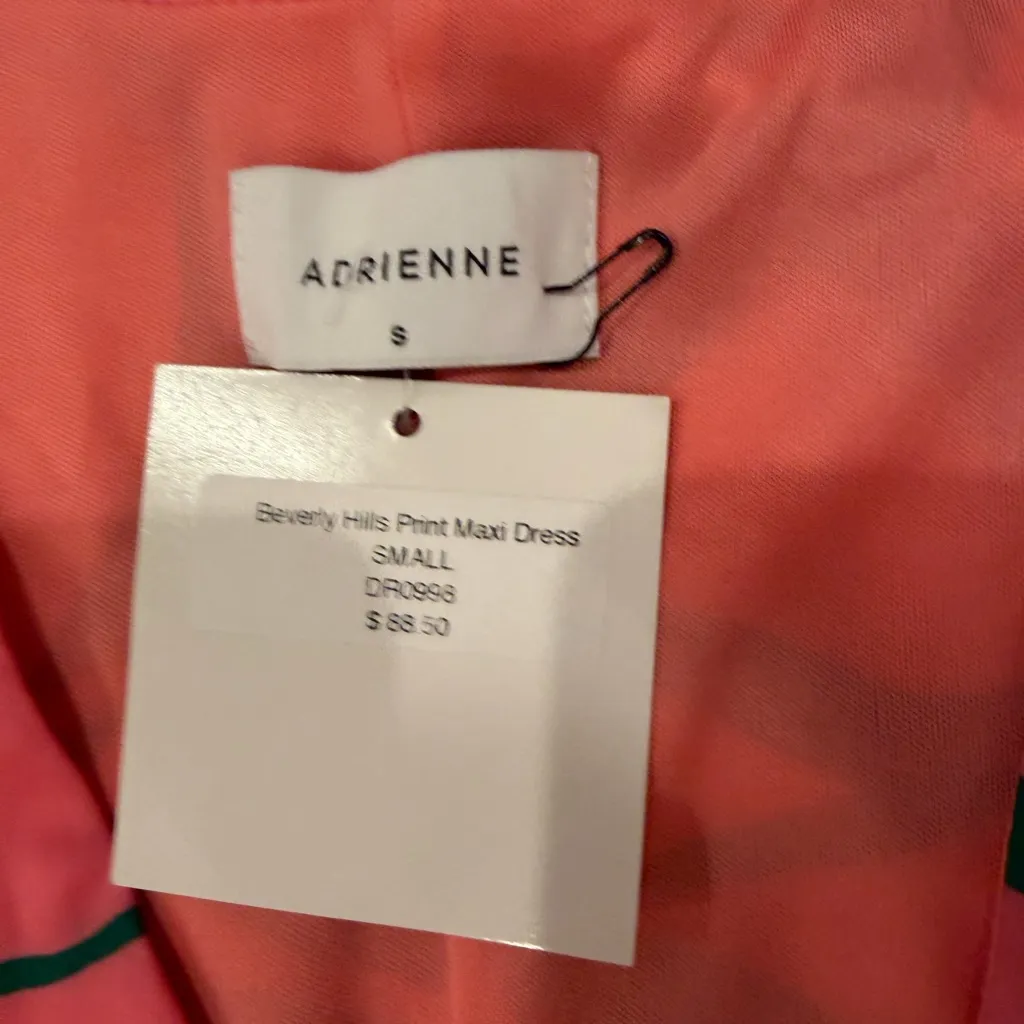 ADRIENNE
S
Beverly Hills Print Maxi Dress
SMALL
DR0998
$ 88.50